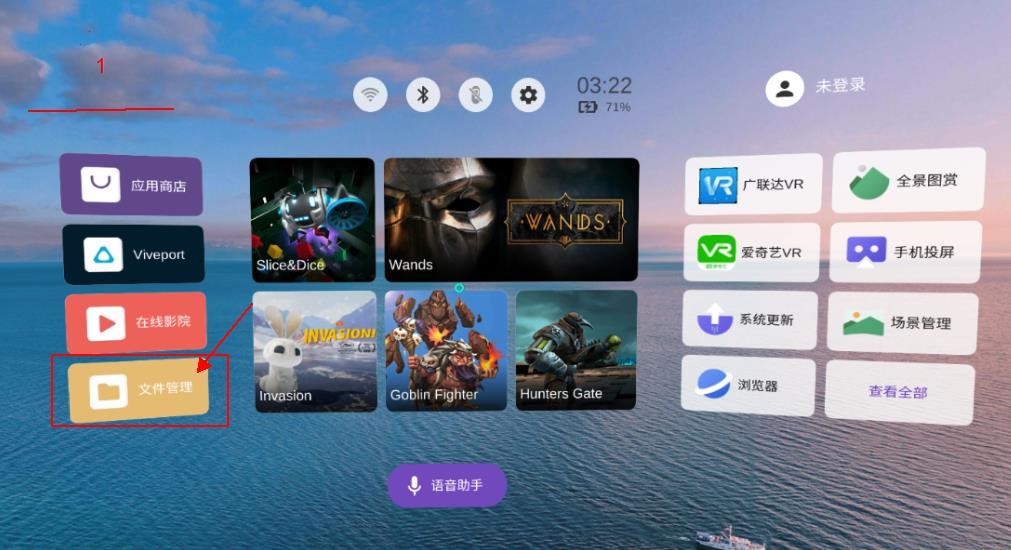 1
03:22
71%
未登录
应用商店
Viveport
在线影院
文件管理
Slice&Dice
WANDS
Wands
INVASION!
Invasion
Goblin Fighter
Hunters Gate
VR
广联达VR
全景图赏
VR
爱奇艺VR
手机投屏
系统更新
场景管理
浏览器
查看全部
语音助手